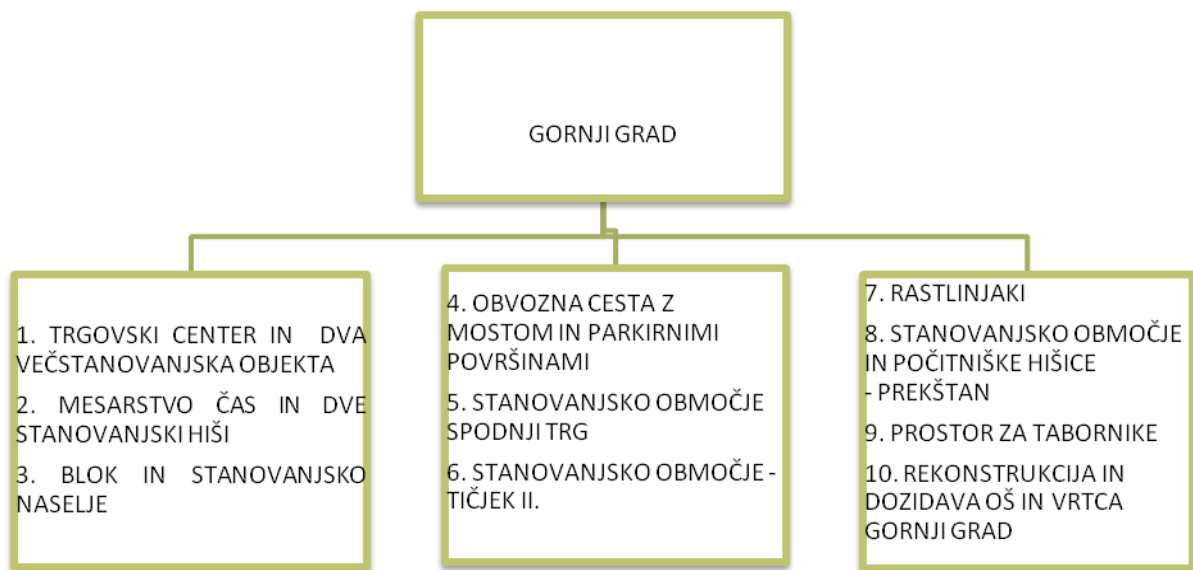 GORNJI GRAD
1. TRGOVSKI CENTER IN DVA
VEČSTANOVANJSKA OBJEKTA
2. MESARSTVO ČAS IN DVE
STANOVANJSKI HIŠI
3. BLOK IN STANOVANJSKO
NASELJE
4. OBVOZNA CESTA Z
MOSTOM IN PARKIRNIMI
POVRŠINAMI
5. STANOVANJSKO OBMOČJE
SPODNJI TRG
6. STANOVANJSKO OBMOČJE -
TIČJEK II.
7. RASTLINJAKI
8. STANOVANJSKO OBMOČJE
IN POČITNIŠKE HIŠICE
- PREKŠTAN
9. PROSTOR ZA TABORNIKE
10. REKONSTRUKCIJA IN
DOZIDAVA OŠ IN VRTCA
GORNJI GRAD